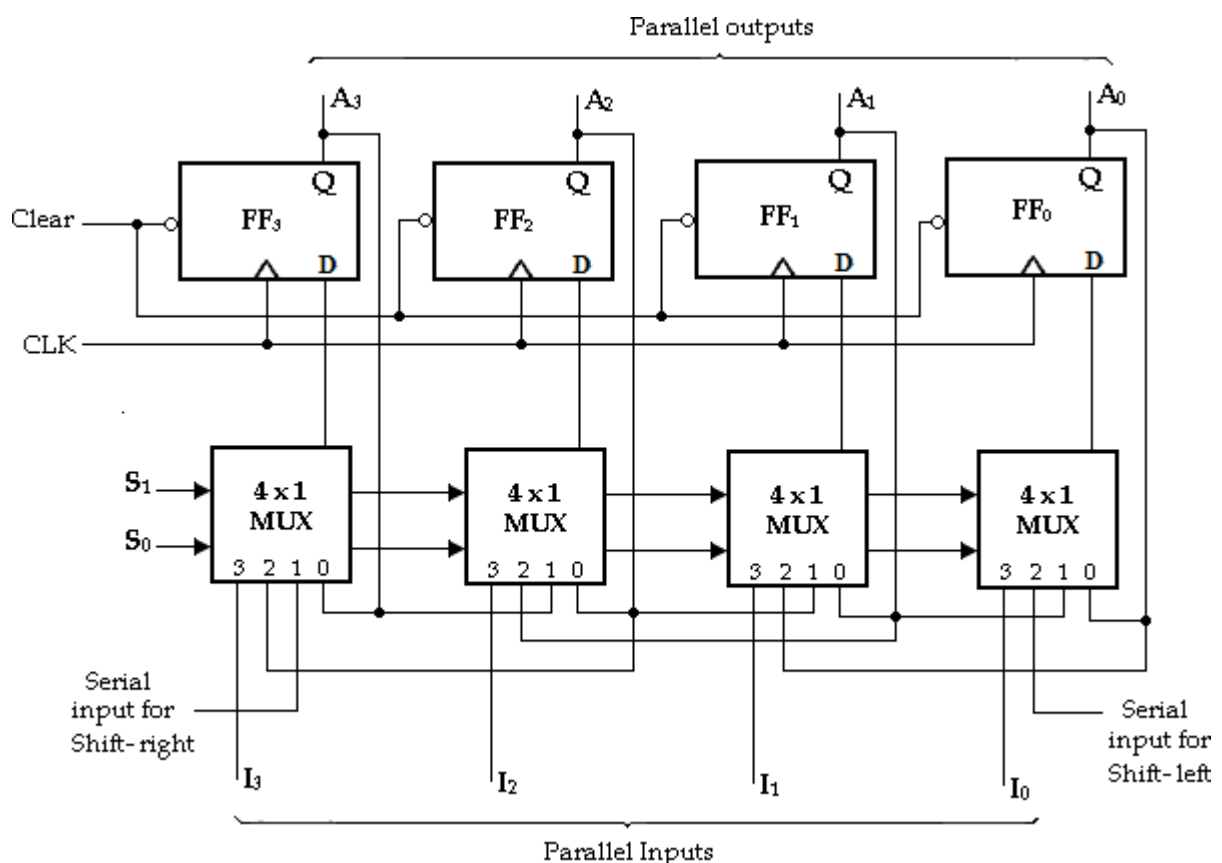 Parallel outputs
A₃ A₂ A₁ A₀
Q Q Q Q
Clear FF₃ FF₂ FF₁ FF₀
D D D D
CLK
S₁ 4 x 1 4 x 1 4 x 1 4 x 1
MUX MUX MUX MUX
S₀
3 2 1 0 3 2 1 0 3 2 1 0 3 2 1 0
Serial
input for
Shift-right
Serial
input for
Shift-left
I₃ I₂ I₁ I₀
Parallel Inputs